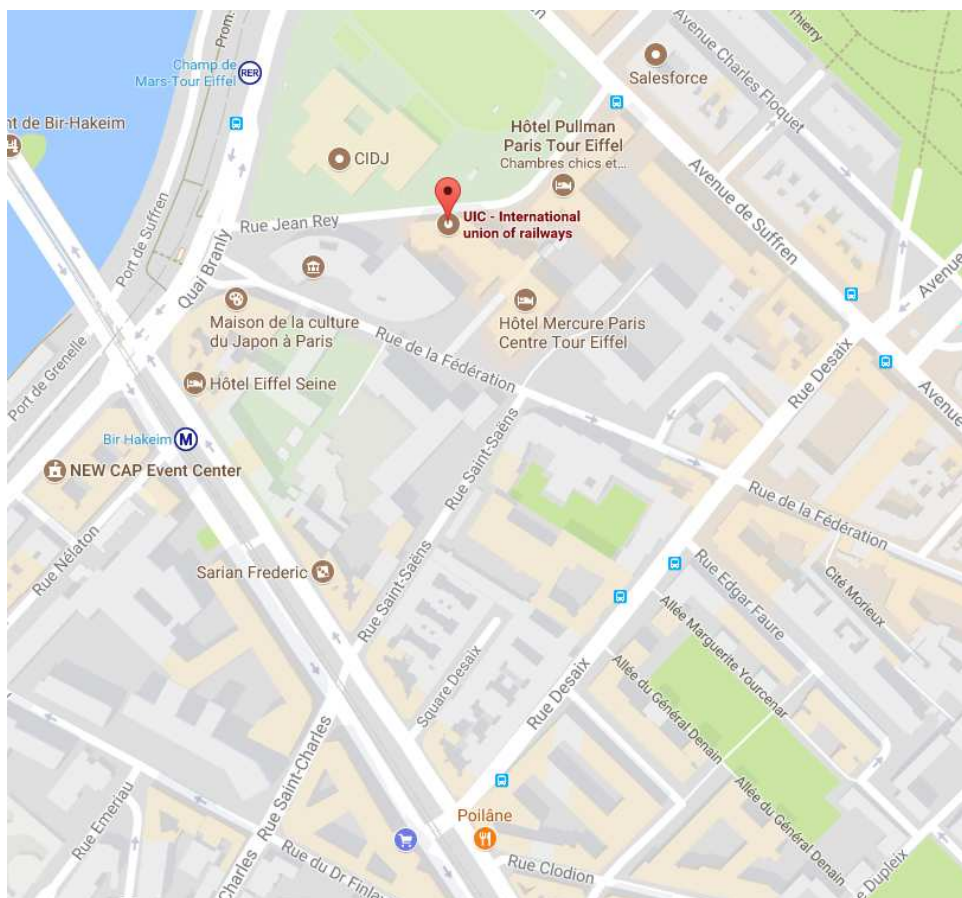 Prom.
Thierry
Champ de
Mars-Tour Eiffel
RER
Salesforce
Avenue Charles Floquet
nt de Bir-Hakeim
Hôtel Pullman
Paris Tour Eiffel
Chambres chics et...
CIDJ
UIC - International
union of railways
Rue Jean Rey
Port de Suffren
Quai Branly
Avenue de Suffren
Avenue
Maison de la culture
du Japon à Paris
Hôtel Mercure Paris
Centre Tour Eiffel
Rue de la Fédération
Port de Grenelle
Hôtel Eiffel Seine
Rue Desaix
Avenue
Bir Hakeim
M
NEW CAP Event Center
Rue Saint-Saëns
Rue de la Fédération
Rue Nélaton
Sarian Frederic
Rue Saint-Saëns
Rue Edgar Faure
Cité Morieux
Allée Marguerite Yourcenar
Square Desaix
Rue Desaix
Allée du Général Denain
Rue Saint-Charles
Allée du Général Denain
Rue Emeriau
Poilâne
Rue Clodion
Rue du Dr Finlay
Charles
e Dupleix